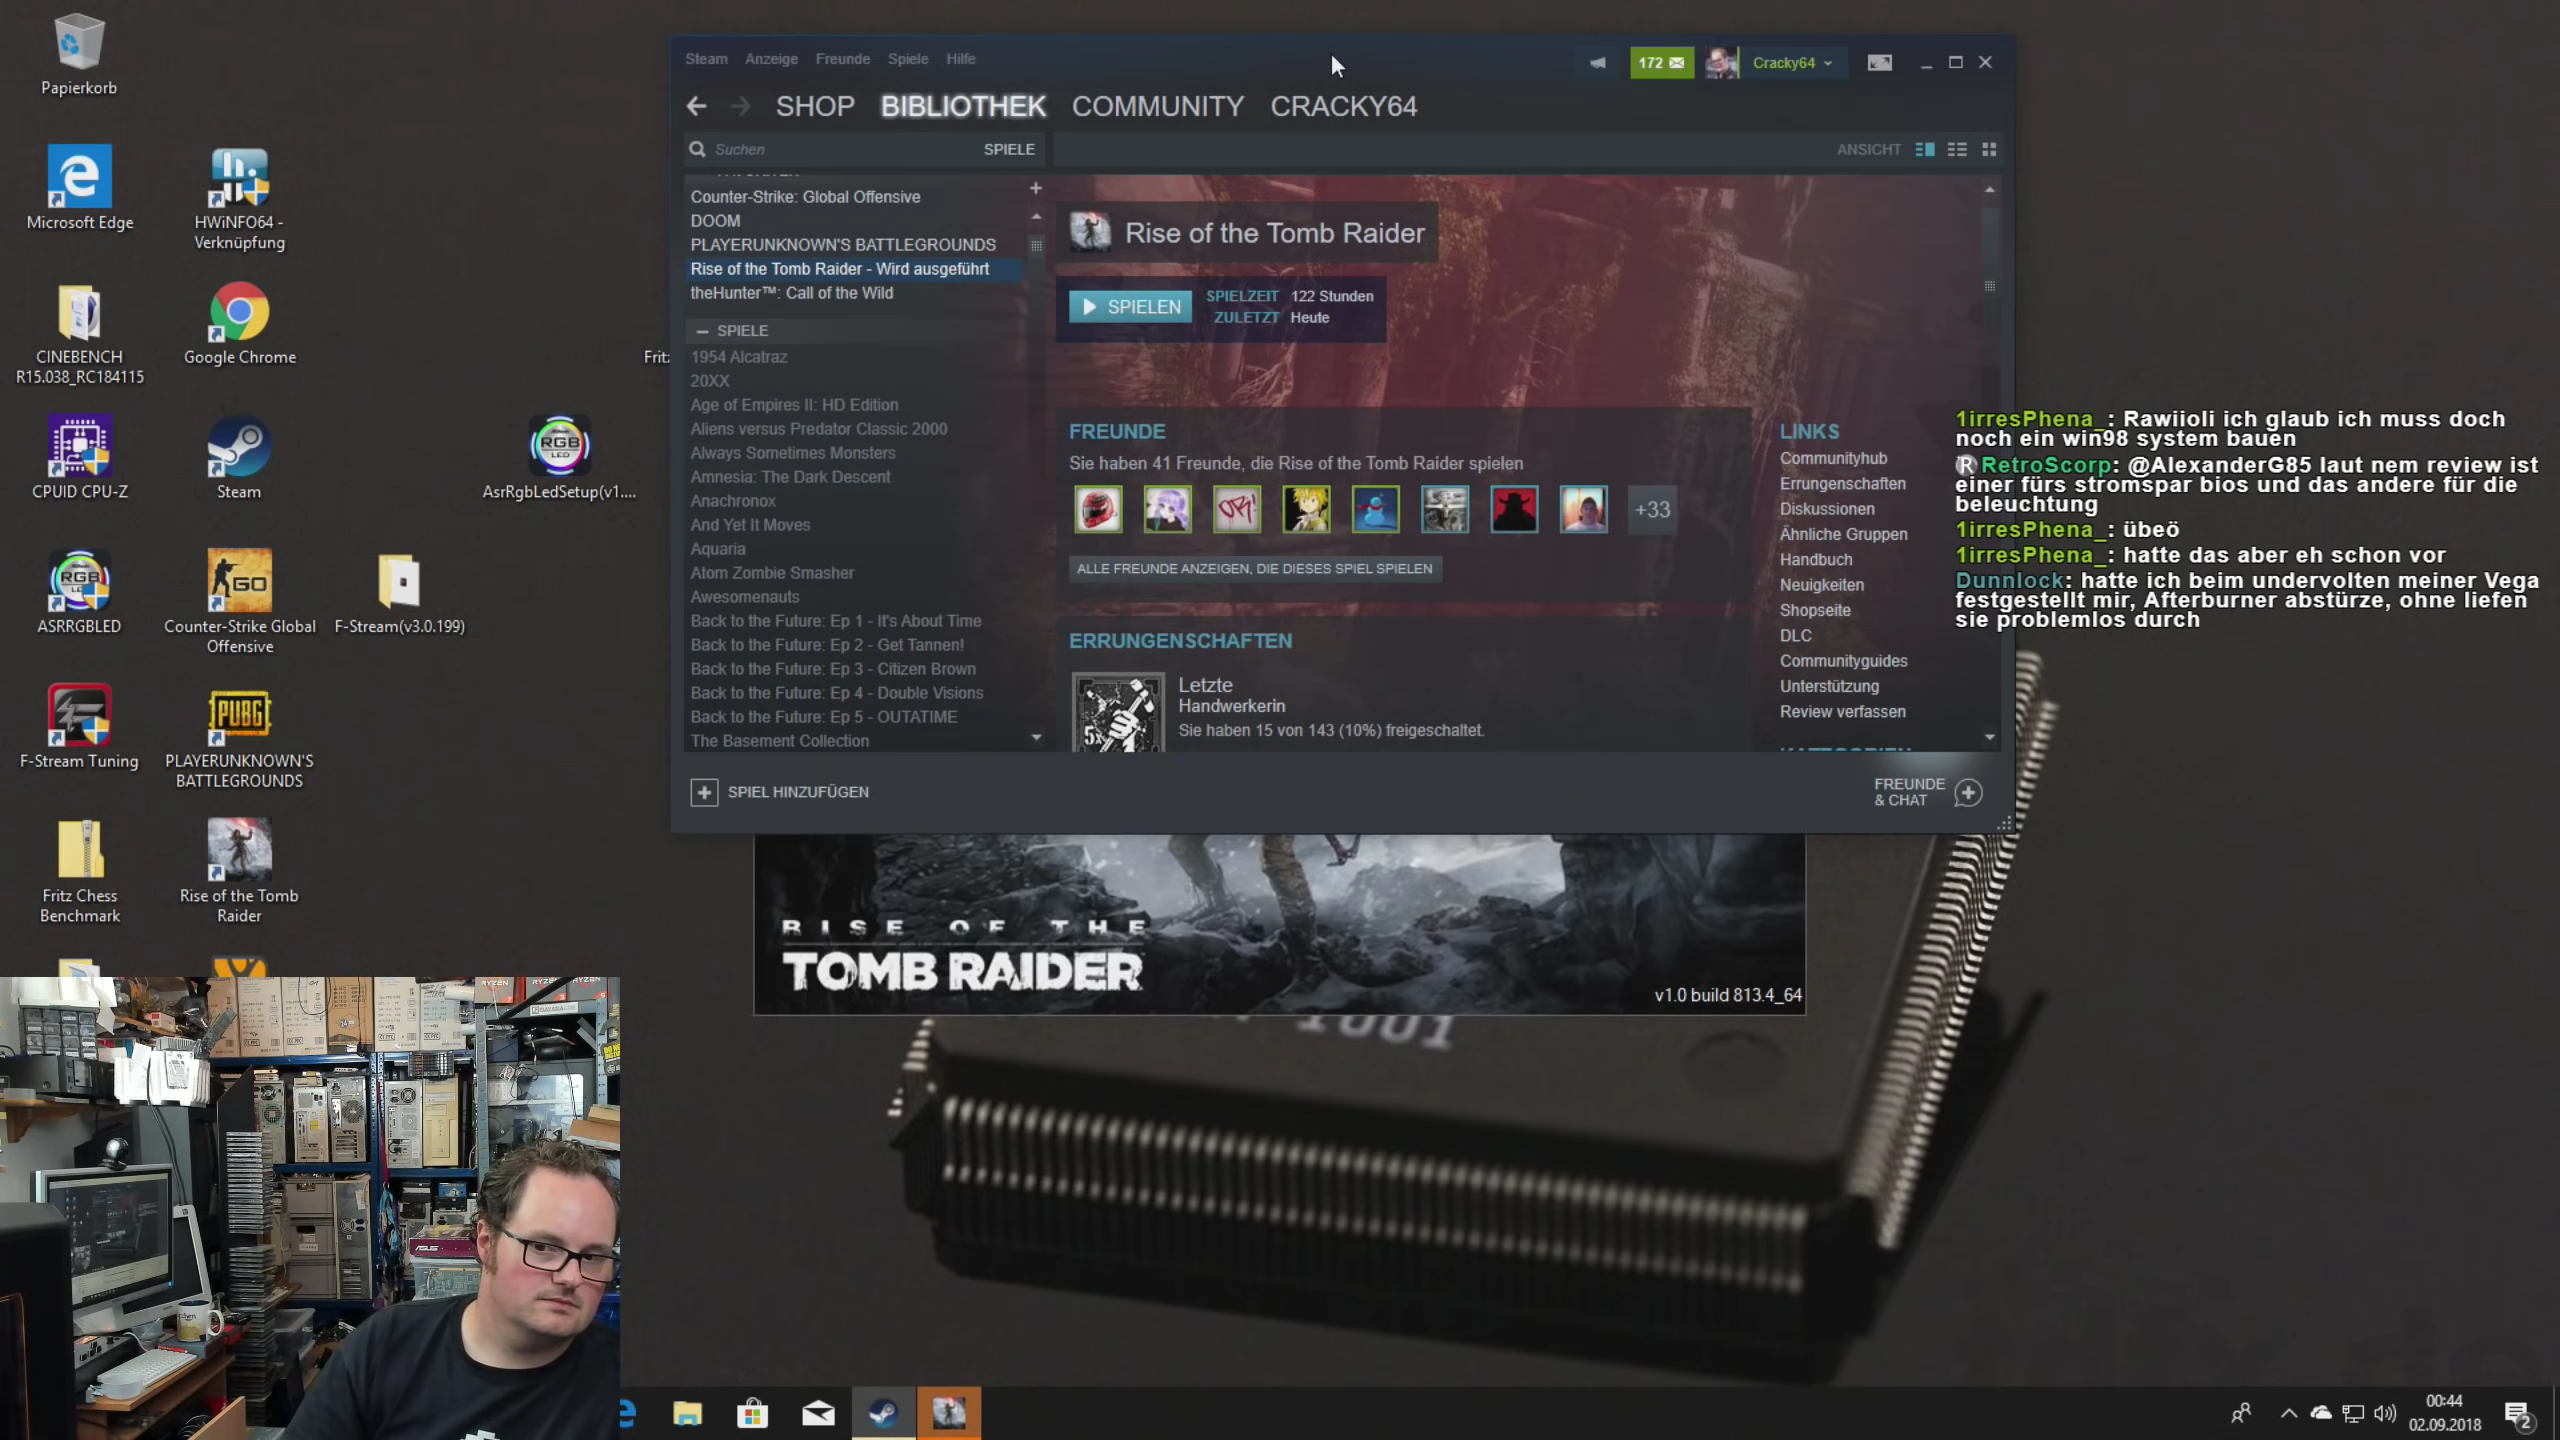 Papierkorb
Microsoft Edge
HWiNFO64 -
Verknüpfung
CINEBENCH
R15.038_RC184115
Google Chrome
Fritz
CPUID CPU-Z
Steam
AsrRgbLedSetup(v1....
ASRRGBLED
Counter-Strike Global
Offensive
F-Stream(v3.0.199)
F-Stream Tuning
PLAYERUNKNOWN'S
BATTLEGROUNDS
Fritz Chess
Benchmark
Rise of the Tomb
Raider
RGB
LED
GO
PUBG
Steam Anzeige Freunde Spiele Hilfe
172
Cracky64
SHOP BIBLIOTHEK COMMUNITY CRACKY64
Suchen
SPIELE
ANSICHT
Counter-Strike: Global Offensive
DOOM
PLAYERUNKNOWN'S BATTLEGROUNDS
Rise of the Tomb Raider - Wird ausgeführt
theHunter™: Call of the Wild
SPIELE
1954 Alcatraz
20XX
Age of Empires II: HD Edition
Aliens versus Predator Classic 2000
Always Sometimes Monsters
Amnesia: The Dark Descent
Anachronox
And Yet It Moves
Aquaria
Atom Zombie Smasher
Awesomenauts
Back to the Future: Ep 1 - It's About Time
Back to the Future: Ep 2 - Get Tannen!
Back to the Future: Ep 3 - Citizen Brown
Back to the Future: Ep 4 - Double Visions
Back to the Future: Ep 5 - OUTATIME
The Basement Collection
SPIEL HINZUFÜGEN
Rise of the Tomb Raider
SPIELEN
SPIELZEIT 122 Stunden
ZULETZT Heute
FREUNDE
Sie haben 41 Freunde, die Rise of the Tomb Raider spielen
+33
ALLE FREUNDE ANZEIGEN, DIE DIESES SPIEL SPIELEN
ERRUNGENSCHAFTEN
5x
Letzte
Handwerkerin
Sie haben 15 von 143 (10%) freigeschaltet.
LINKS
Communityhub
Errungenschaften
Diskussionen
Ähnliche Gruppen
Handbuch
Neuigkeiten
Shopseite
DLC
Communityguides
Unterstützung
Review verfassen
FREUNDE
& CHAT
1irresPhena_: Rawiioli ich glaub ich muss doch
noch ein win98 system bauen
RetroScorp: @AlexanderG85 laut nem review ist
einer fürs stromspar bios und das andere für die
beleuchtung
1irresPhena_: übeö
1irresPhena_: hatte das aber eh schon vor
Dunnlock: hatte ich beim undervolten meiner Vega
festgestellt mir, Afterburner abstürze, ohne liefen
sie problemlos durch
RISE OF THE
TOMB RAIDER
v1.0 build 813.4_64
1001
RYZEN
ASUS
00:44
02.09.2018
2